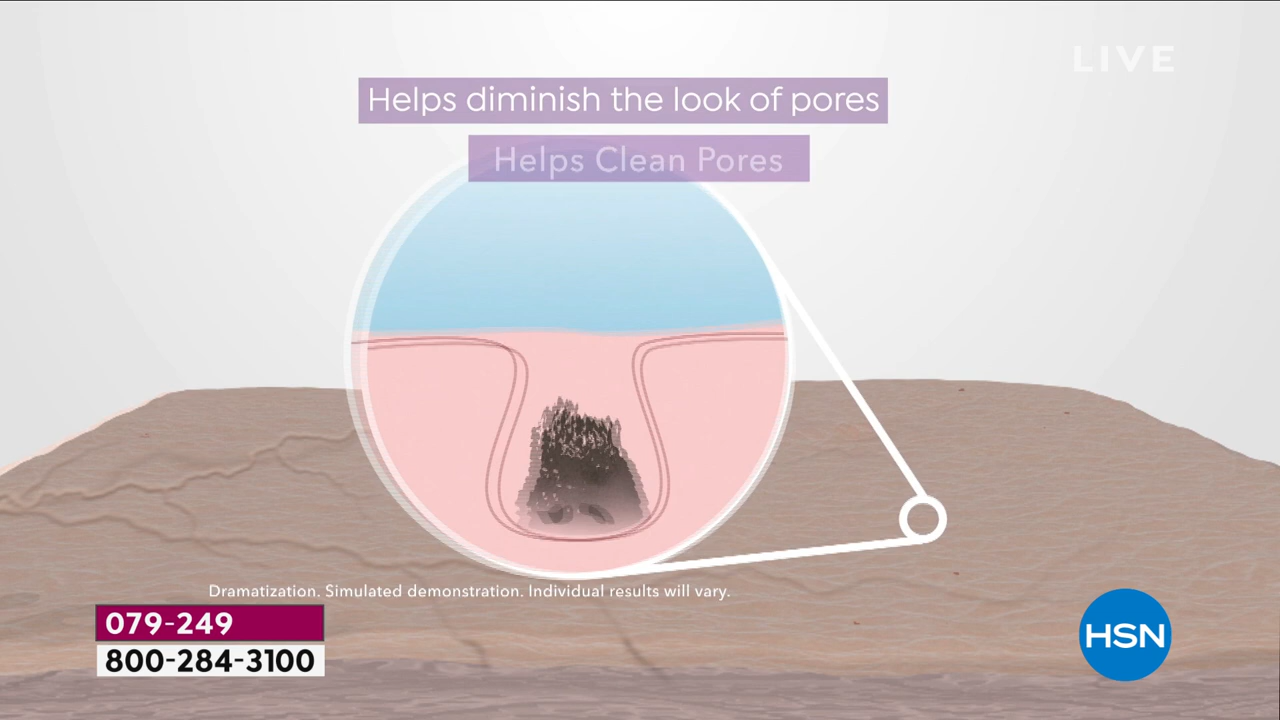 LIVE
Helps diminish the look of pores
Helps Clean Pores
Dramatization. Simulated demonstration. Individual results will vary.
079-249
800-284-3100
HSN